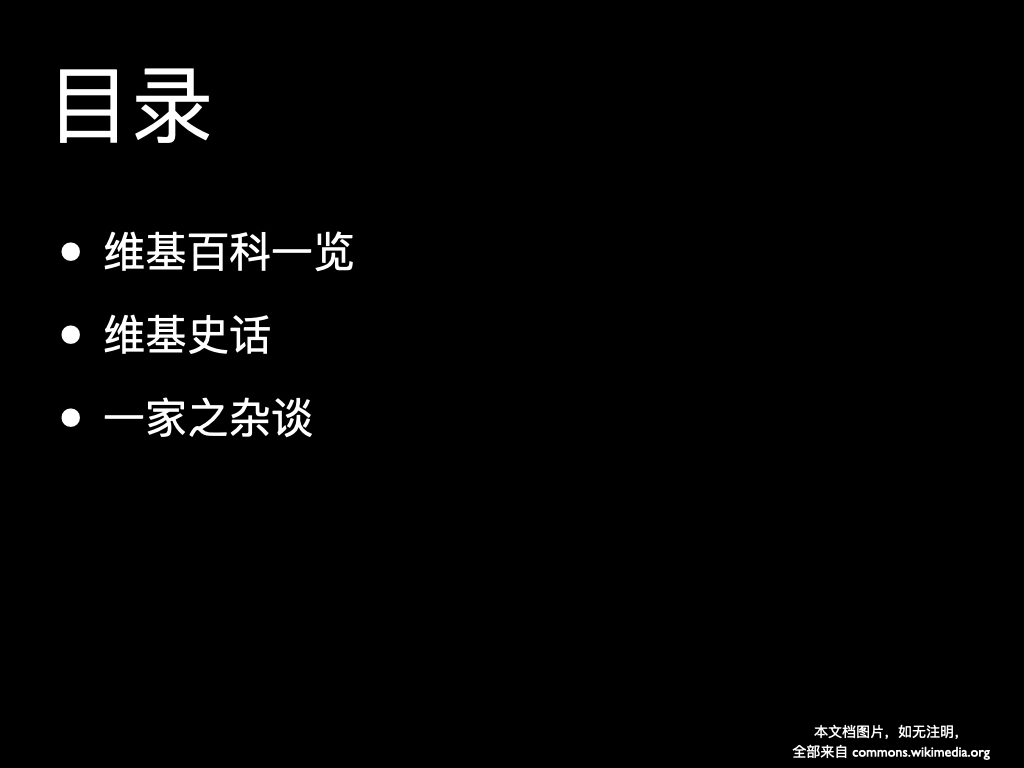 目录
• 维基百科一览
• 维基史话
• 一家之杂谈
本文档图片，如无注明，
全部来自 commons.wikimedia.org